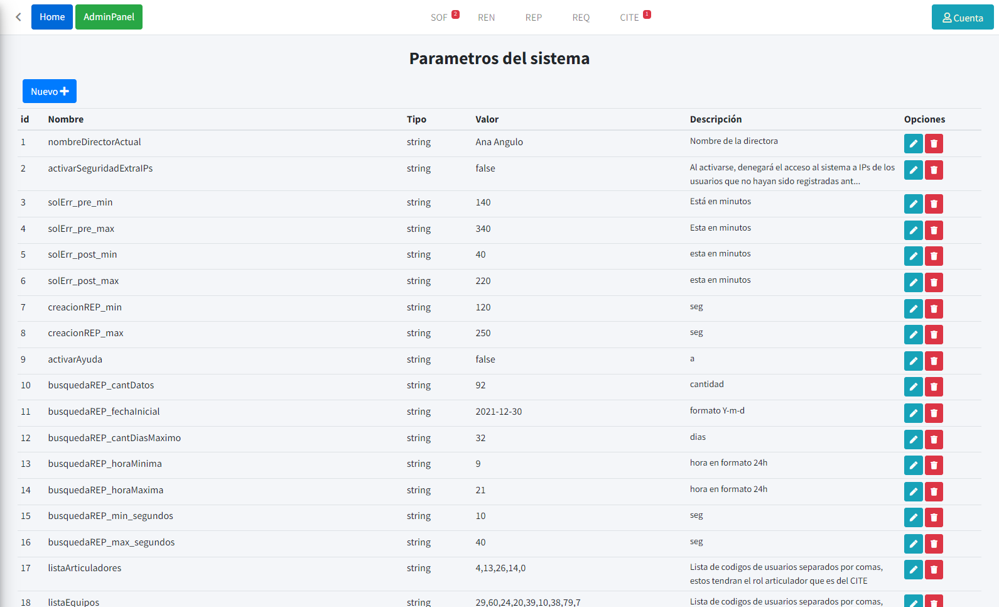 Home AdminPanel SOF 2 REN REP REQ CITE 1 Cuenta
Parametros del sistema
Nuevo
id Nombre Tipo Valor Descripción Opciones
1 nombreDirectorActual string Ana Angulo Nombre de la directora
2 activarSeguridadExtraIPs string false Al activarse, denegará el acceso al sistema a IPs de los
usuarios que no hayan sido registradas ant...
3 solErr_pre_min string 140 Está en minutos
4 solErr_pre_max string 340 Esta en minutos
5 solErr_post_min string 40 esta en minutos
6 solErr_post_max string 220 esta en minutos
7 creacionREP_min string 120 seg
8 creacionREP_max string 250 seg
9 activarAyuda string false a
10 busquedaREP_cantDatos string 92 cantidad
11 busquedaREP_fechaInicial string 2021-12-30 formato Y-m-d
12 busquedaREP_cantDiasMaximo string 32 dias
13 busquedaREP_horaMinima string 9 hora en formato 24h
14 busquedaREP_horaMaxima string 21 hora en formato 24h
15 busquedaREP_min_segundos string 10 seg
16 busquedaREP_max_segundos string 40 seg
17 listaArticuladores string 4,13,26,14,0 Lista de codigos de usuarios separados por comas,
estos tendran el rol articulador que es del CITE
18 listaEquipos string 29,60,24,20,39,10,38,79,7 Lista de codigos de usuarios separados por comas,